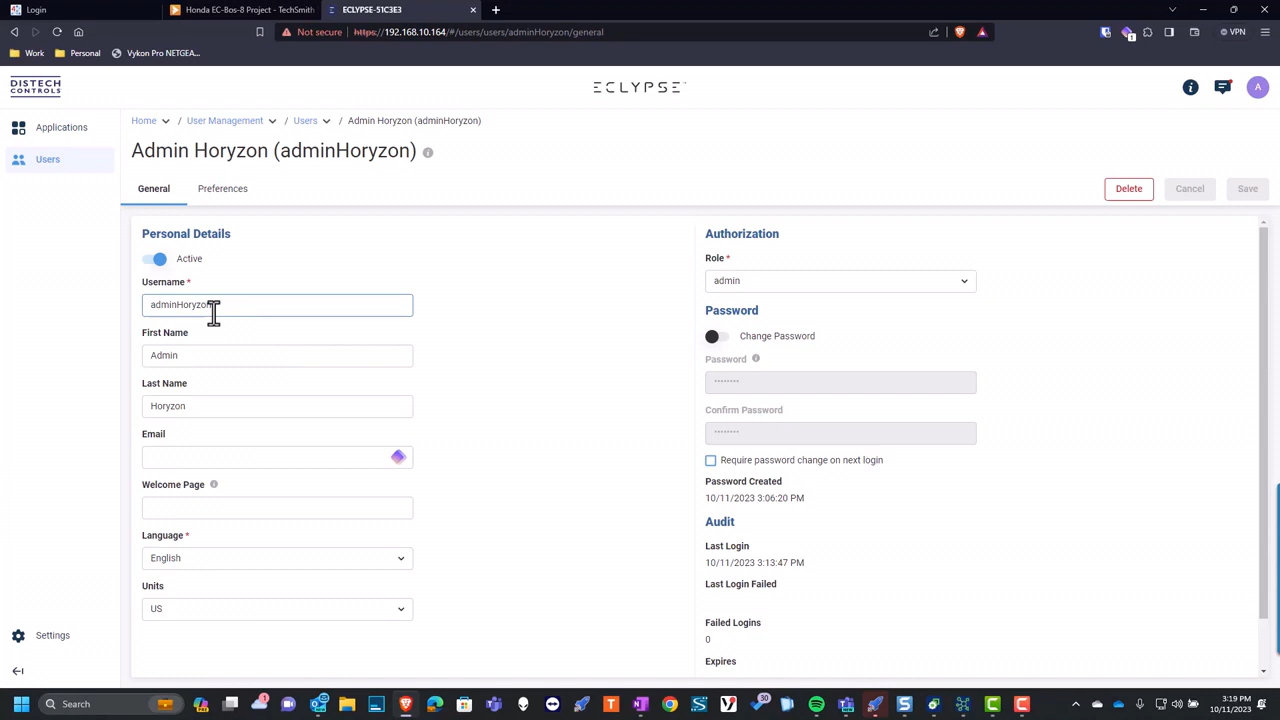 Login
Honda EC-Bos-8 Project - TechSmith
ECLYPSE-51C3E3
Not secure
https://192.168.10.164/#/users/users/adminHoryzon/general
VPN
Work
Personal
Vykon Pro NETGEA...
DISTECH
CONTROLS
ECLYPSE
A
Applications
Users
Settings
Home / User Management / Users / Admin Horyzon (adminHoryzon)
Admin Horyzon (adminHoryzon)
General
Preferences
Delete
Cancel
Save
Personal Details
Active
Username *
adminHoryzon
First Name
Admin
Last Name
Horyzon
Email
Welcome Page
Language *
English
Units
US
Authorization
Role *
admin
Password
Change Password
Password
Confirm Password
Require password change on next login
Password Created
10/11/2023 3:06:20 PM
Audit
Last Login
10/11/2023 3:13:47 PM
Last Login Failed
Failed Logins
0
Expires
Search
3:19 PM
10/11/2023